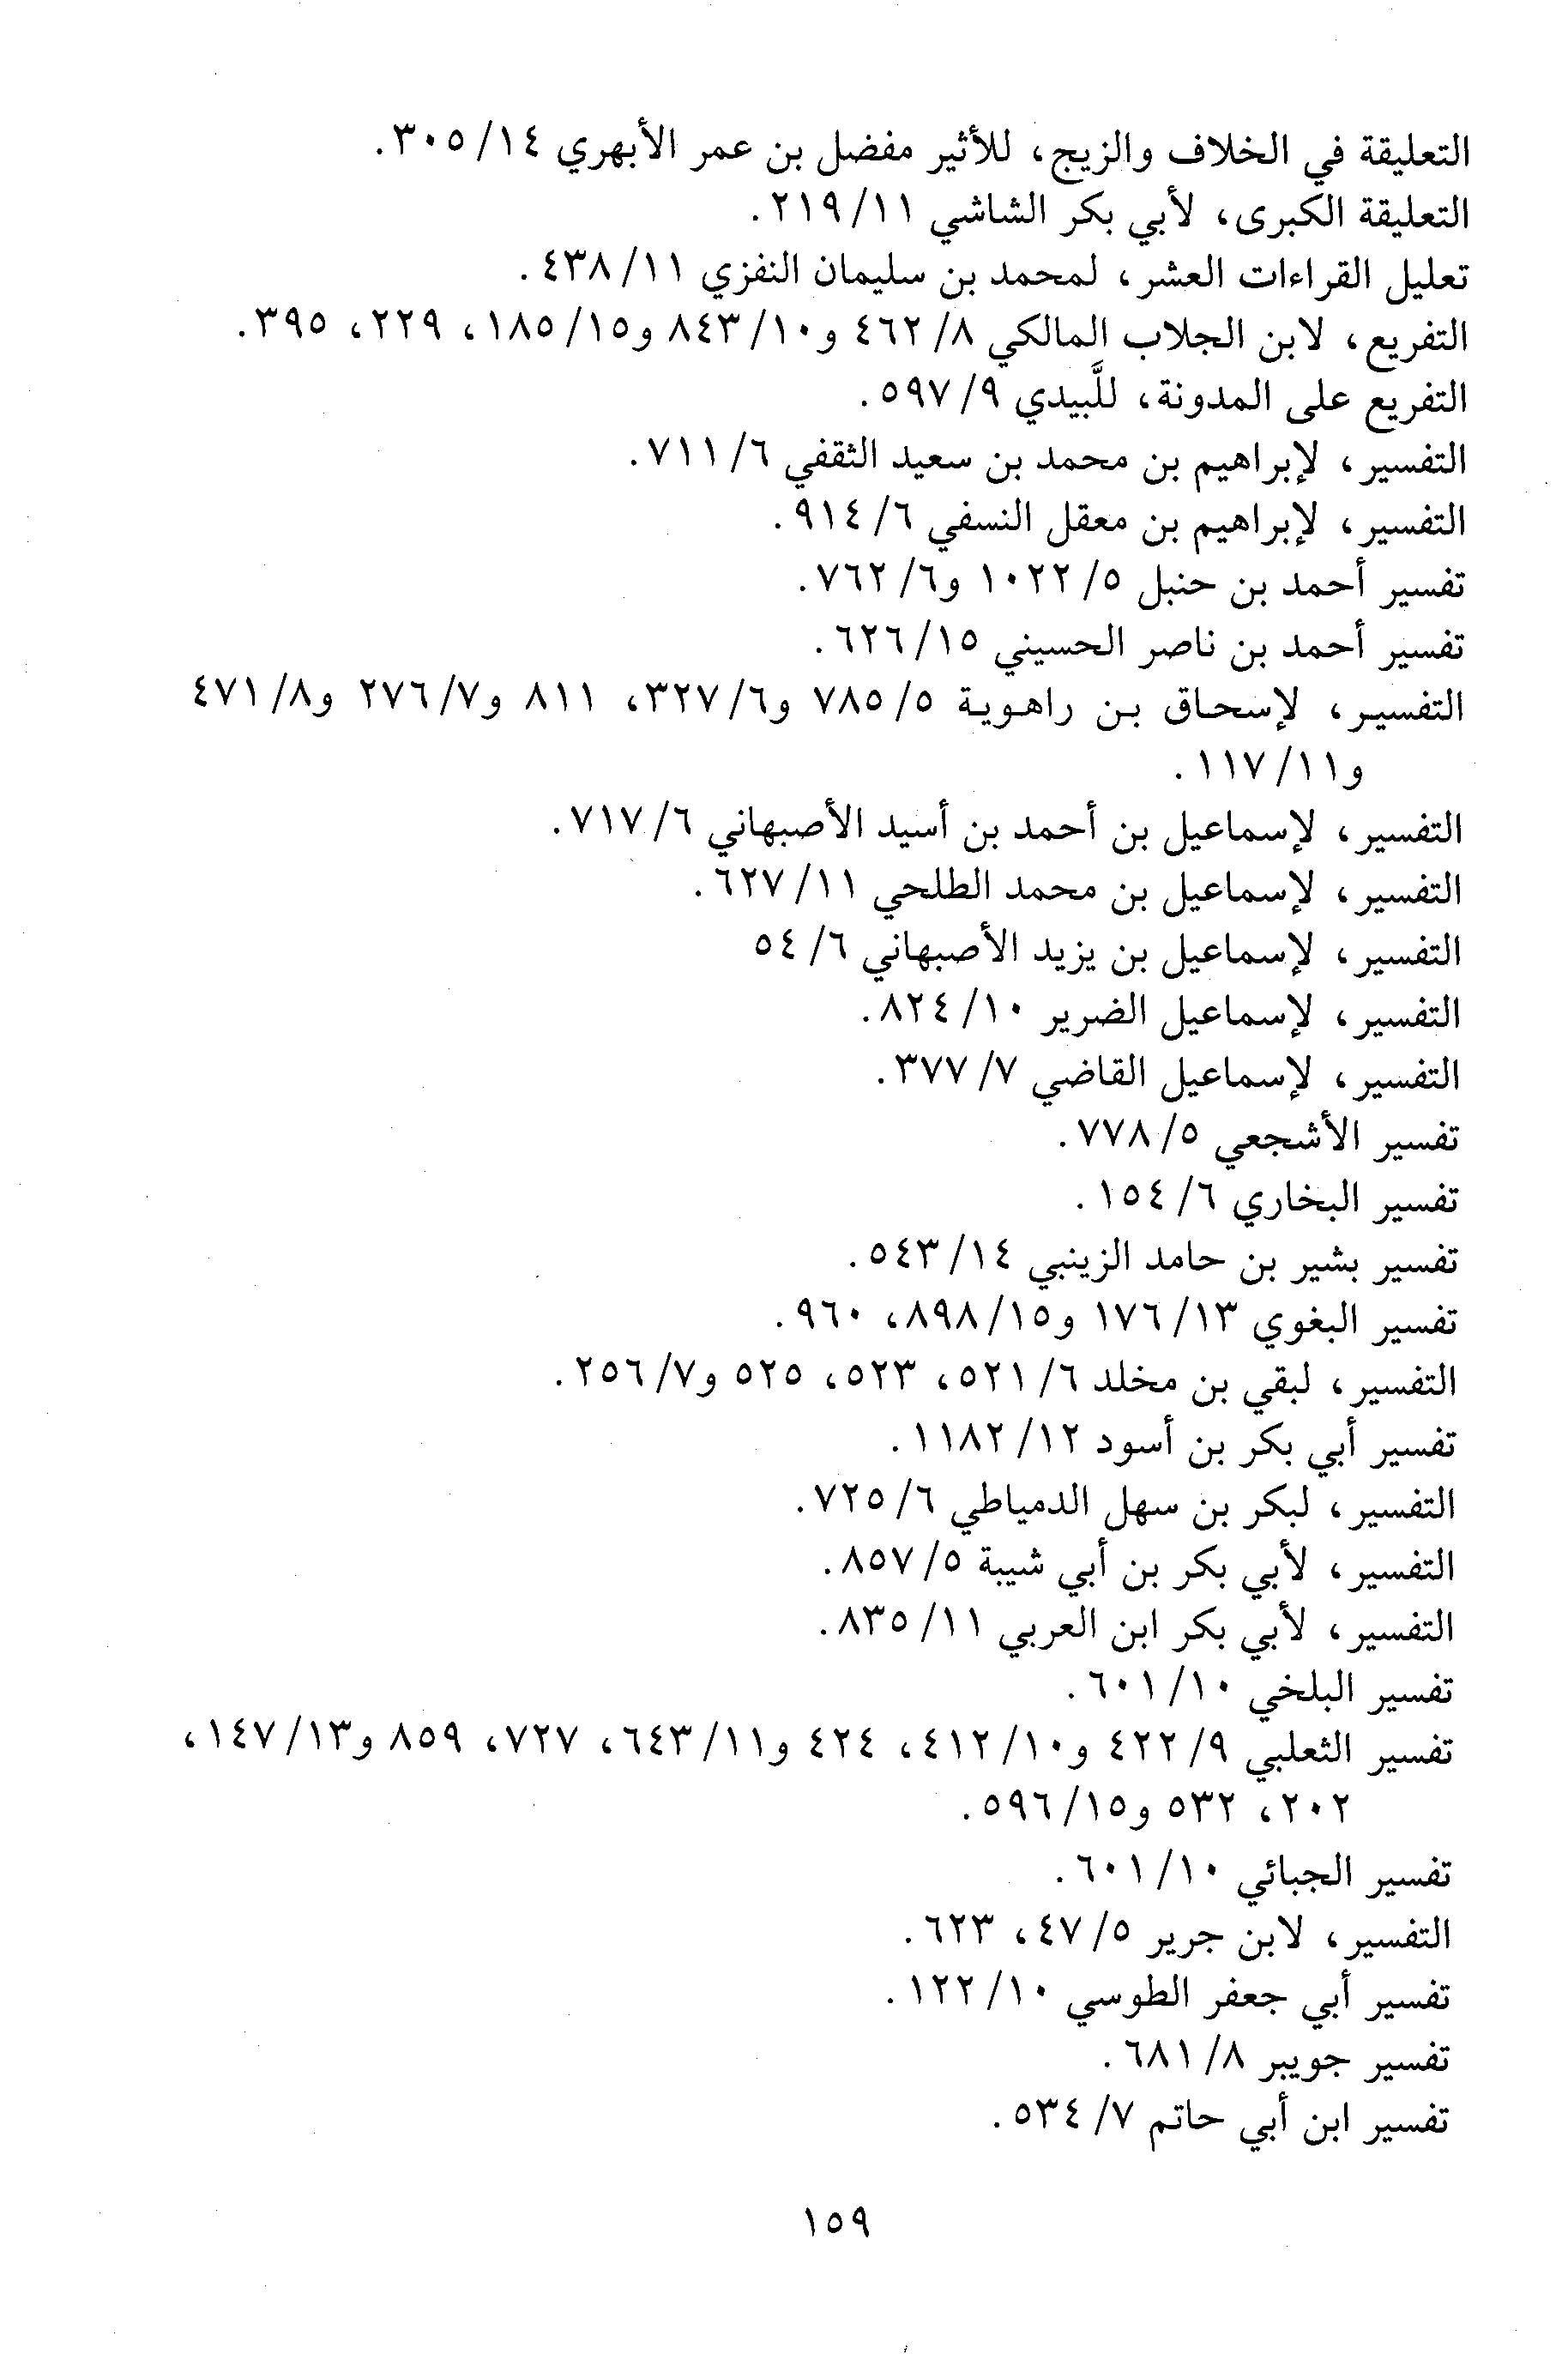 التعليقة في الخلاف والزيج، للأثير مفضل بن عمر الأبهري ١٤/ ٣٠٥.
التعليقة الكبرى، لأبي بكر الشاشي ١١/ ٢١٩.
تعليل القراءات العشر، لمحمد بن سليمان النفزي ١١/ ٤٣٨.
التفريع، لابن الجلاب المالكي ٨/ ٤٦٢ و١٠/ ٨٤٣ و١٥/ ١٨٥، ٢٢٩، ٣٩٥.
التفريع على المدونة، للَّبيدي ٩/ ٥٩٧.
التفسير، لإبراهيم بن محمد بن سعيد الثقفي ٦/ ٧١١.
التفسير، لإبراهيم بن معقل النسفي ٦/ ٩١٤.
تفسير أحمد بن حنبل ٥/ ١٠٢٢ و٦/ ٧٦٢.
تفسير أحمد بن ناصر الحسيني ١٥/ ٦٢٦.
التفسير، لإسحاق بن راهوية ٥/ ٧٨٥ و٦/ ٣٢٧، ٨١١ و٧/ ٢٧٦ و٨/ ٤٧١
و١١/ ١١٧.
التفسير، لإسماعيل بن أحمد بن أسيد الأصبهاني ٦/ ٧١٧.
التفسير، لإسماعيل بن محمد الطلحي ١١/ ٦٢٧.
التفسير، لإسماعيل بن يزيد الأصبهاني ٦/ ٥٤
التفسير، لإسماعيل الضرير ١٠/ ٨٢٤.
التفسير، لإسماعيل القاضي ٧/ ٣٧٧.
تفسير الأشجعي ٥/ ٧٧٨.
تفسير البخاري ٦/ ١٥٤.
تفسير بشير بن حامد الزينبي ١٤/ ٥٤٣.
تفسير البغوي ١٣/ ١٧٦ و١٥/ ٨٩٨، ٩٦٠.
التفسير، لبقي بن مخلد ٦/ ٥٢١، ٥٢٣، ٥٢٥ و٧/ ٢٥٦.
تفسير أبي بكر بن أسود ١٢/ ١١٨٢.
التفسير، لبكر بن سهل الدمياطي ٦/ ٧٢٥.
التفسير، لأبي بكر بن أبي شيبة ٥/ ٨٥٧.
التفسير، لأبي بكر ابن العربي ١١/ ٨٣٥.
تفسير البلخي ١٠/ ٦٠١.
تفسير الثعلبي ٩/ ٤٢٢ و١٠/ ٤١٢، ٤٢٤ و١١/ ٦٤٣، ٧٢٧، ٨٥٩ و١٣/ ١٤٧،
٢٠٢، ٥٣٢ و١٥/ ٥٩٦.
تفسير الجبائي ١٠/ ٦٠١.
التفسير، لابن جرير ٥/ ٤٧، ٦٢٣.
تفسير أبي جعفر الطوسي ١٠/ ١٢٢.
تفسير جويبر ٨/ ٦٨١.
تفسير ابن أبي حاتم ٧/ ٥٣٤.
١٥٩